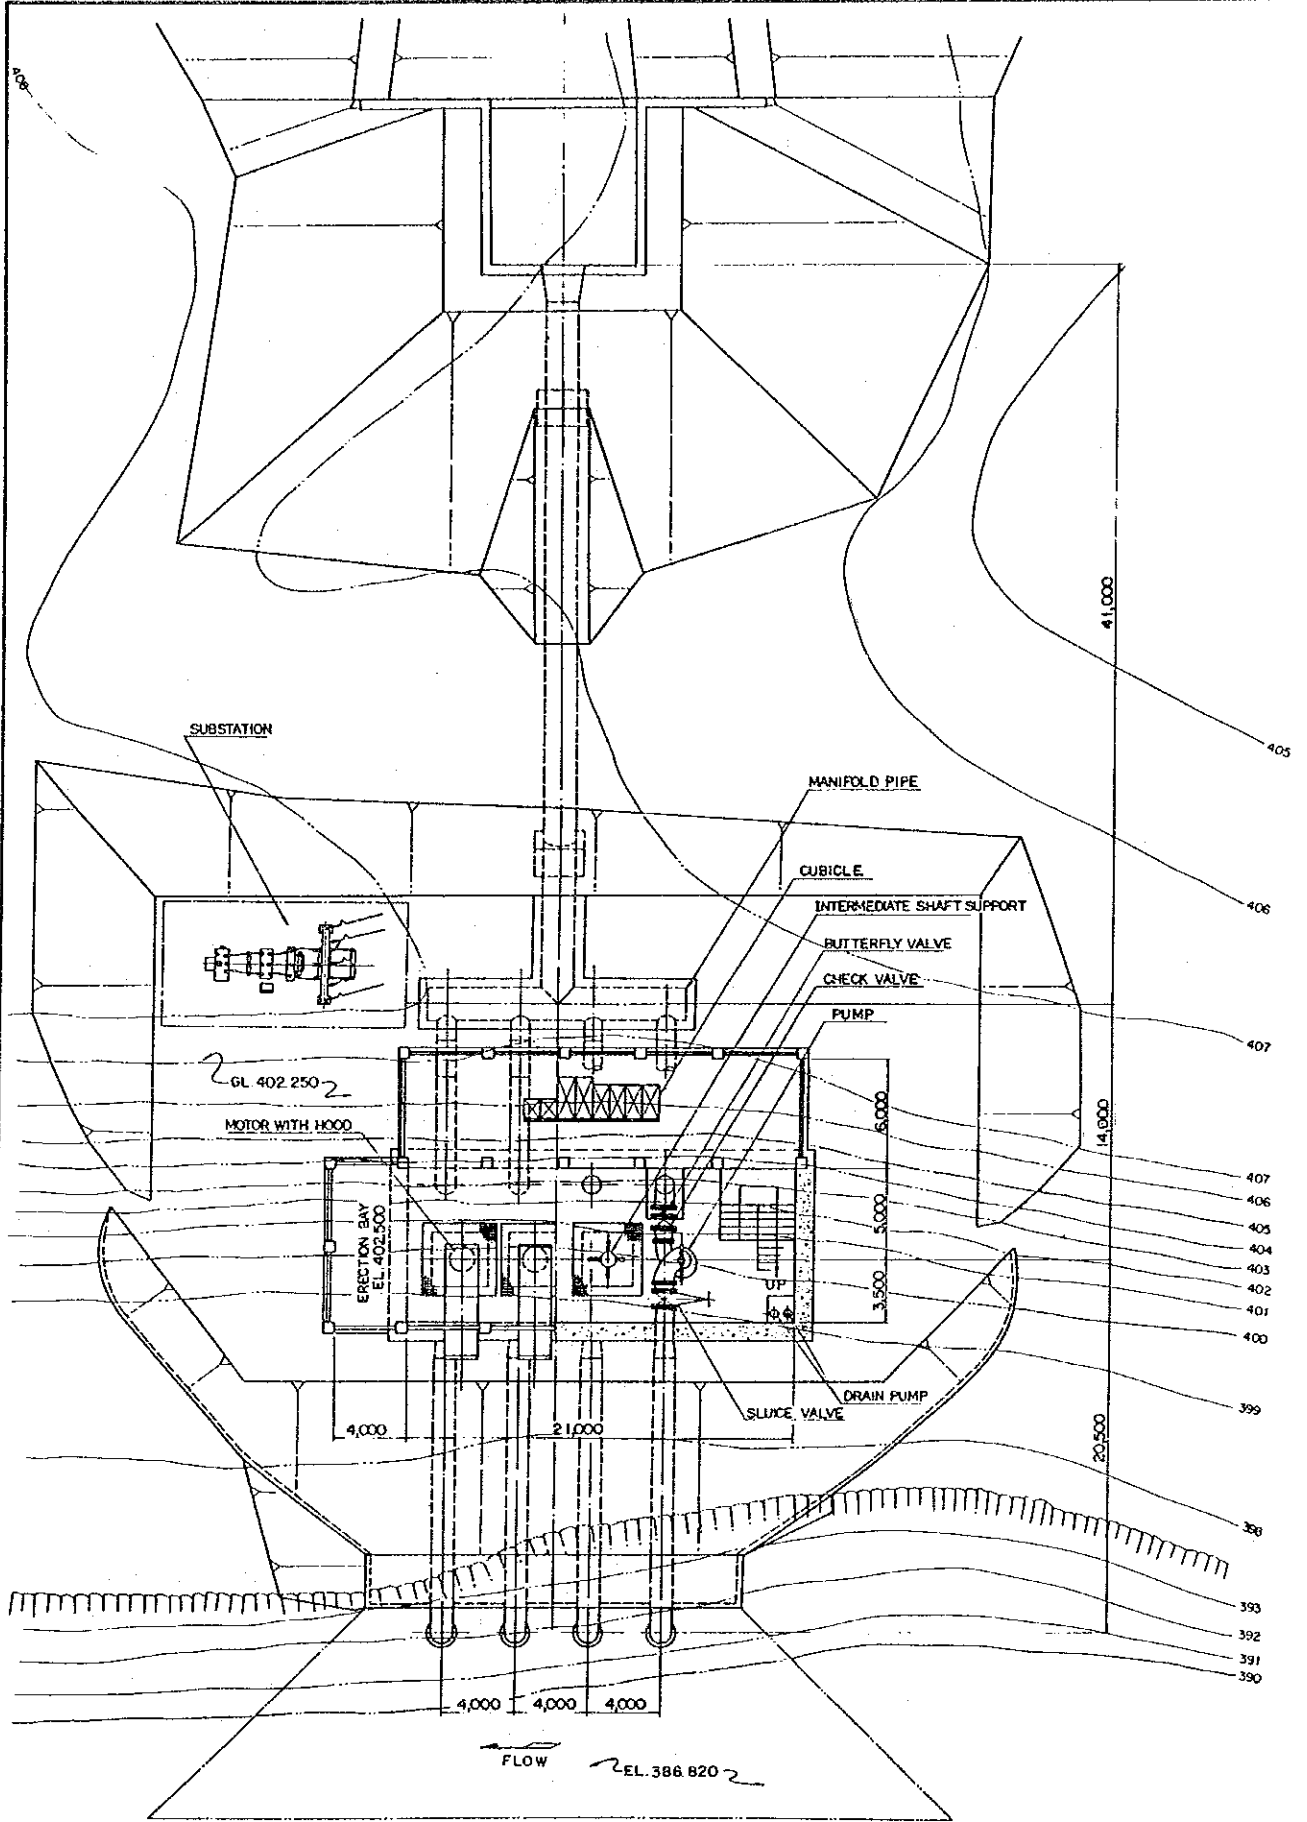 408
41,000
SUBSTATION
405
MANIFOLD PIPE
CUBICLE
INTERMEDIATE SHAFT SUPPORT
406
BUTTERFLY VALVE
CHECK VALVE
PUMP
407
GL. 402.250
6,000
MOTOR WITH HOOD
14,000
407
406
405
404
403
402
401
400
ERECTION BAY
EL. 402.500
5,000
UP
3,500
DRAIN PUMP
SLUICE VALVE
399
4,000
21,000
20,500
398
393
392
391
390
4,000
4,000
4,000
FLOW
EL. 386.820